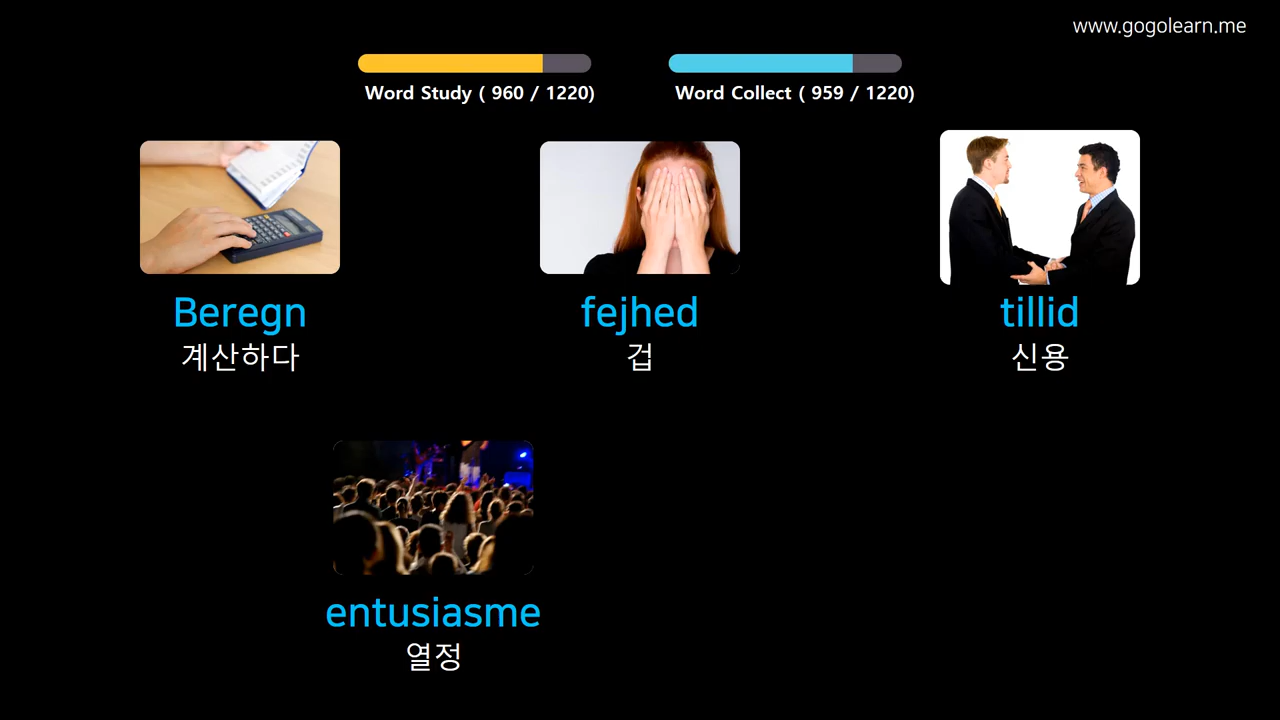 www.gogolearn.me
Word Study ( 960 / 1220)
Word Collect ( 959 / 1220)
Beregn
계산하다
fejhed
겁
tillid
신용
entusiasme
열정